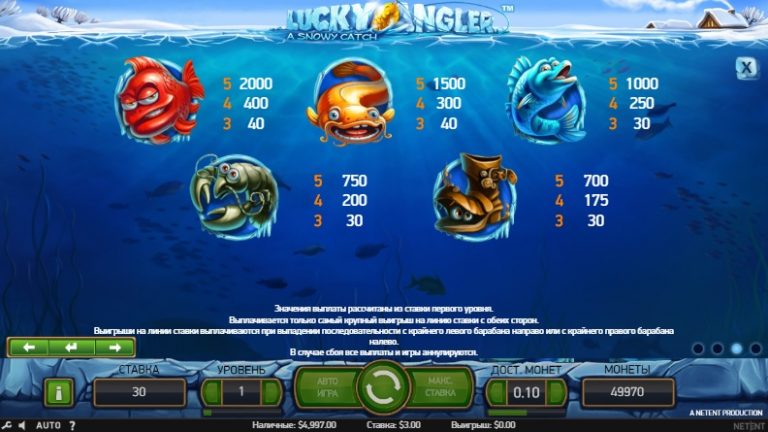 LUCKY ANGLER™
A SNOWY CATCH
X
5 2000
4 400
3 40
5 1500
4 300
3 40
5 1000
4 250
3 30
5 750
4 200
3 30
5 700
4 175
3 30
Значения выплаты рассчитаны из ставки первого уровня.
Выплачивается только самый крупный выигрыш на линию ставки с обеих сторон.
Выигрыши на линии ставки выплачиваются при выпадении последовательности с крайнего левого барабана направо или с крайнего правого барабана
налево.
В случае сбоя все выплаты и игры аннулируются.
СТАВКА
30
УРОВЕНЬ
1
АВТО
ИГРА
МАКС.
СТАВКА
ДОСТ. МОНЕТ
0.10
МОНЕТЫ
49970
i
A NETENT PRODUCTION
AUTO ?
Наличные: $4,997.00
Ставка: $3.00
Выигрыш: $0.00
NETENT